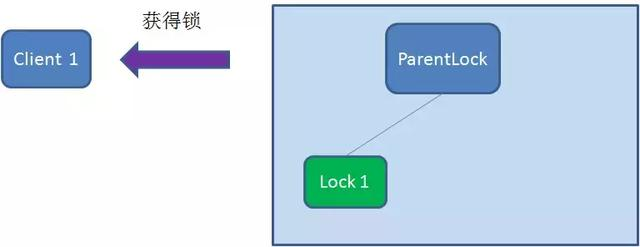 获得锁
Client 1
ParentLock
Lock 1